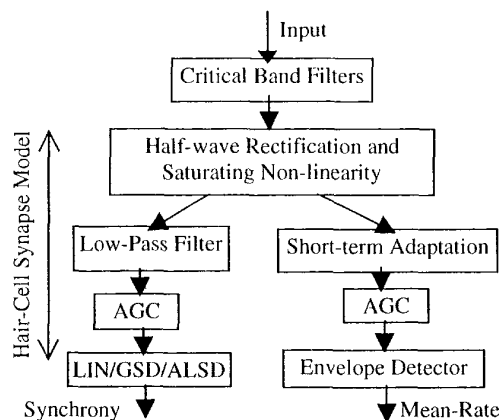 Input
Critical Band Filters
Half-wave Rectification and
Saturating Non-linearity
Hair-Cell Synapse Model
Low-Pass Filter
Short-term Adaptation
AGC
AGC
LIN/GSD/ALSD
Envelope Detector
Synchrony
Mean-Rate